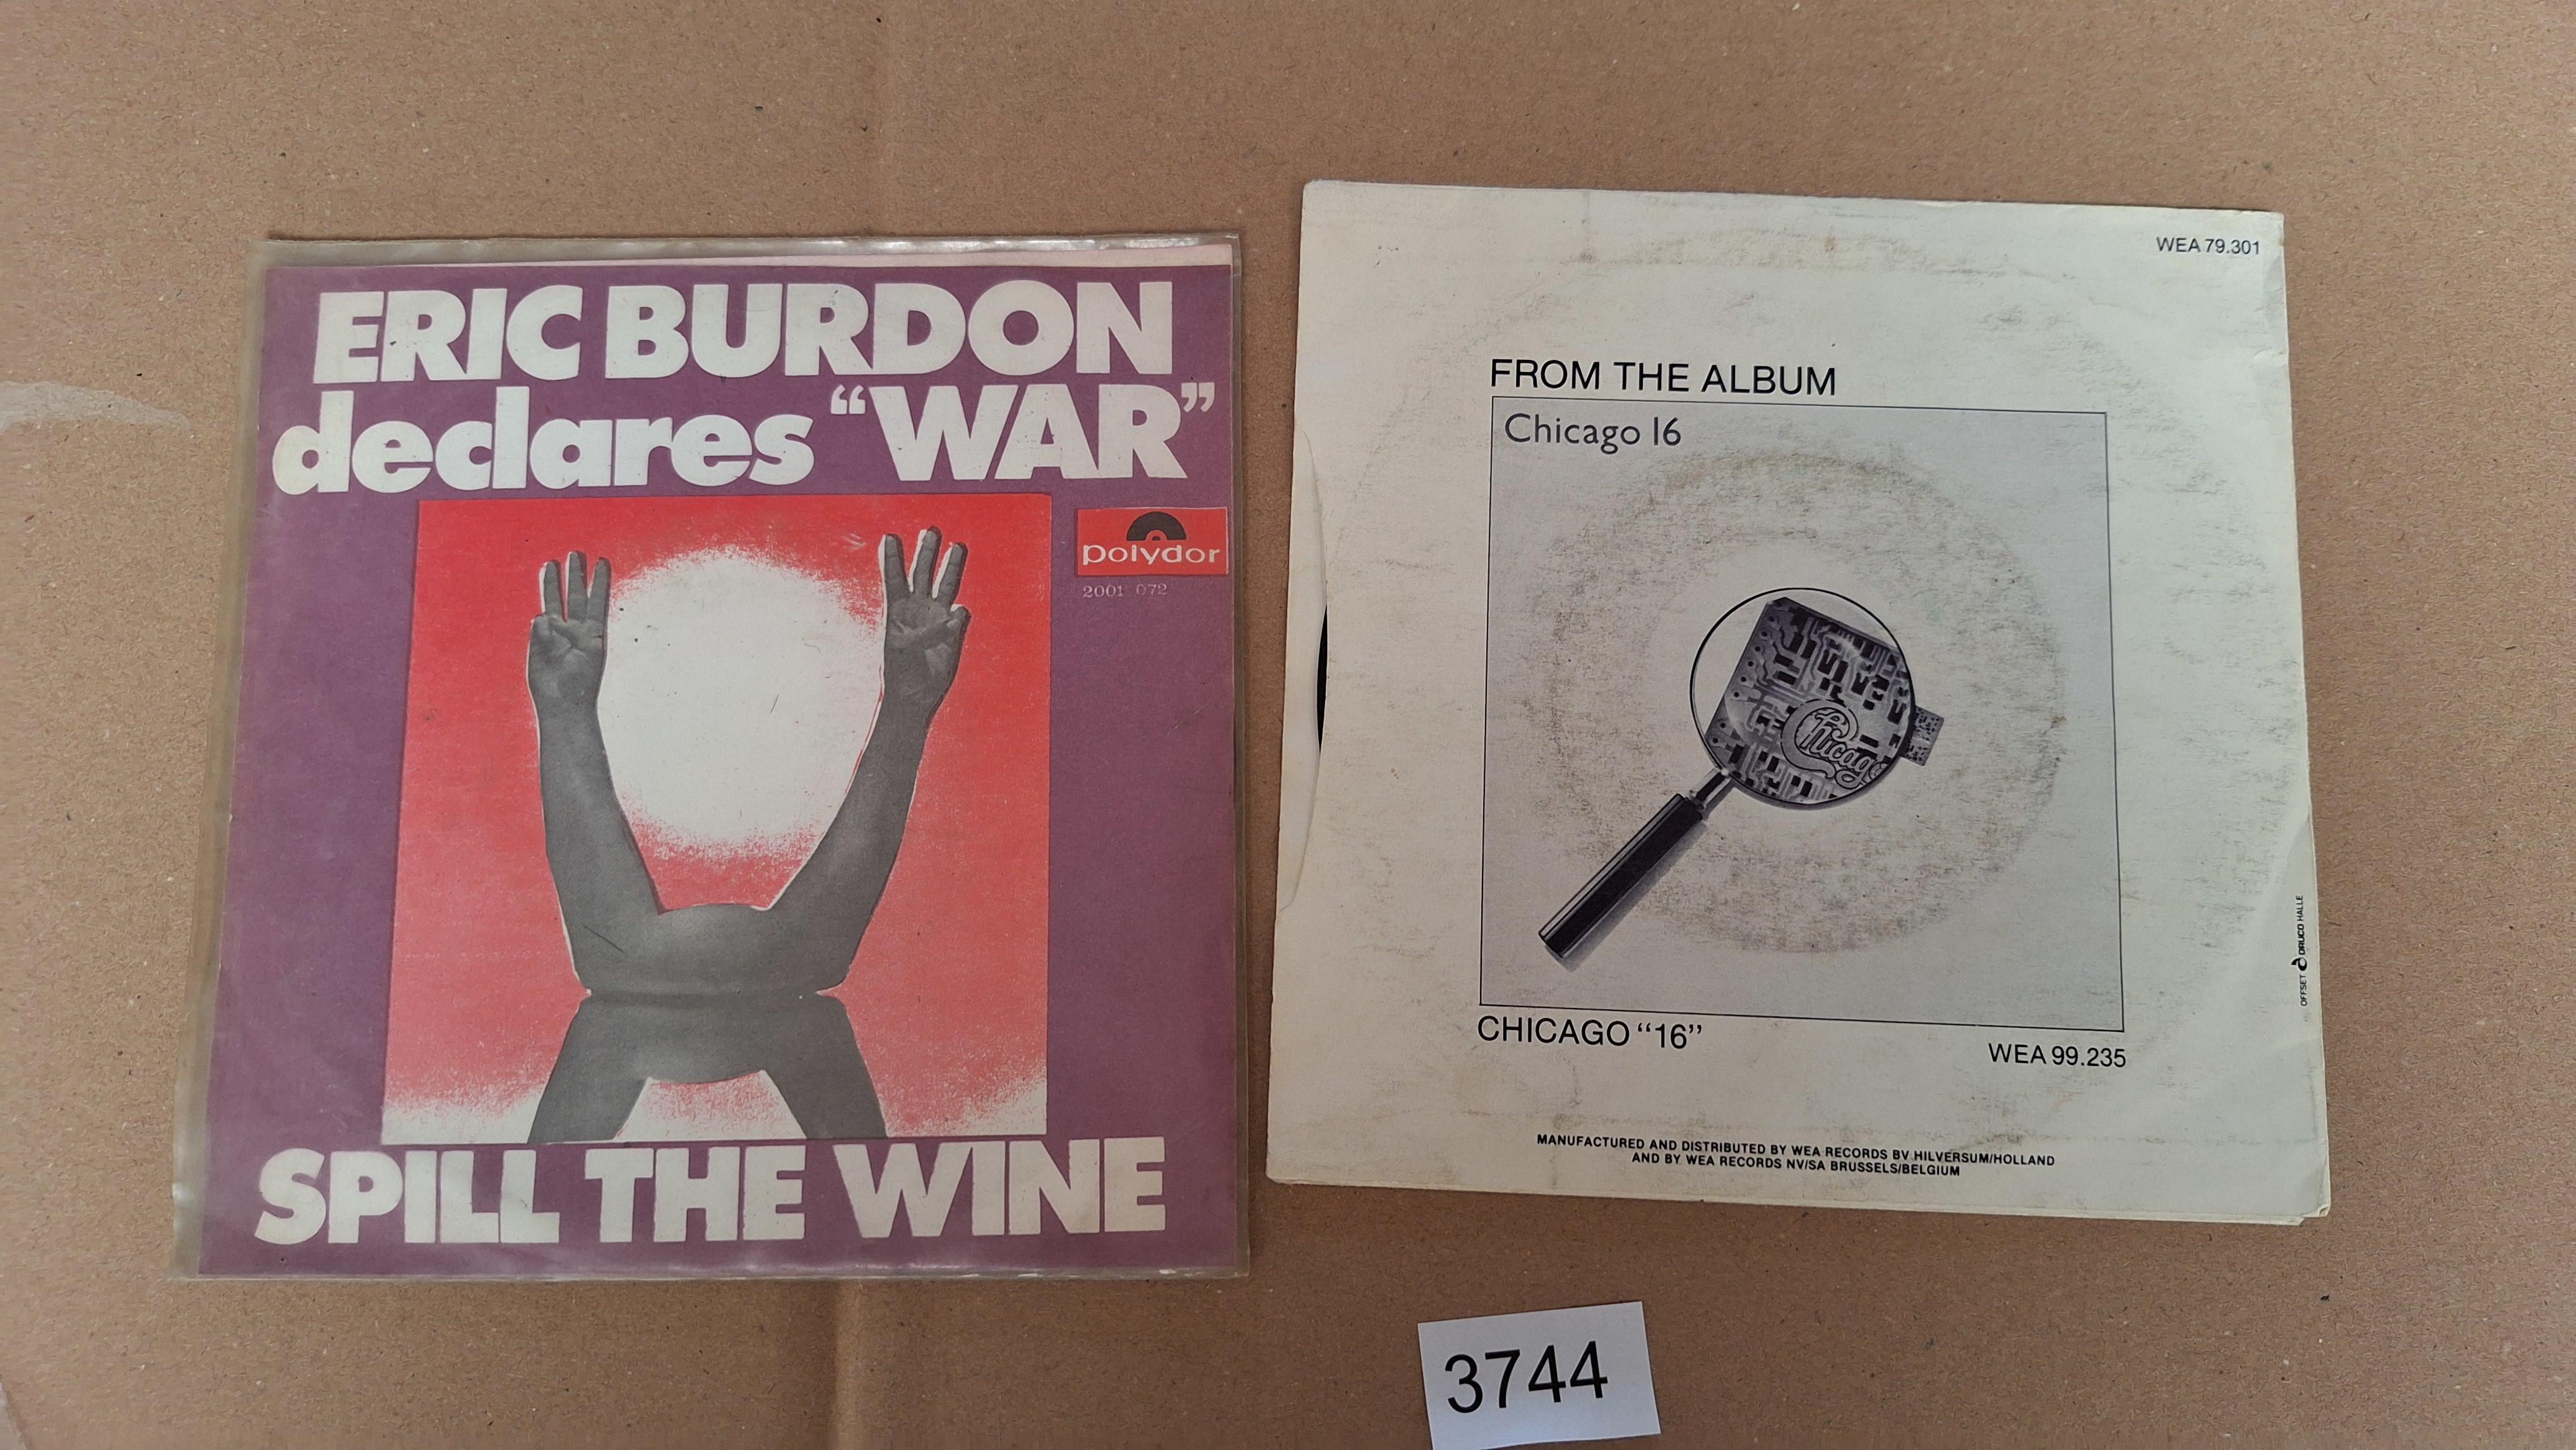 ERIC BURDON
declares “WAR”
polydor
2001 072
SPILL THE WINE
WEA 79.301
FROM THE ALBUM
Chicago 16
Chicago
CHICAGO “16”
WEA 99.235
OFFSET DRUCO HALLE
MANUFACTURED AND DISTRIBUTED BY WEA RECORDS BV HILVERSUM/HOLLAND
AND BY WEA RECORDS NV/SA BRUSSELS/BELGIUM
3744